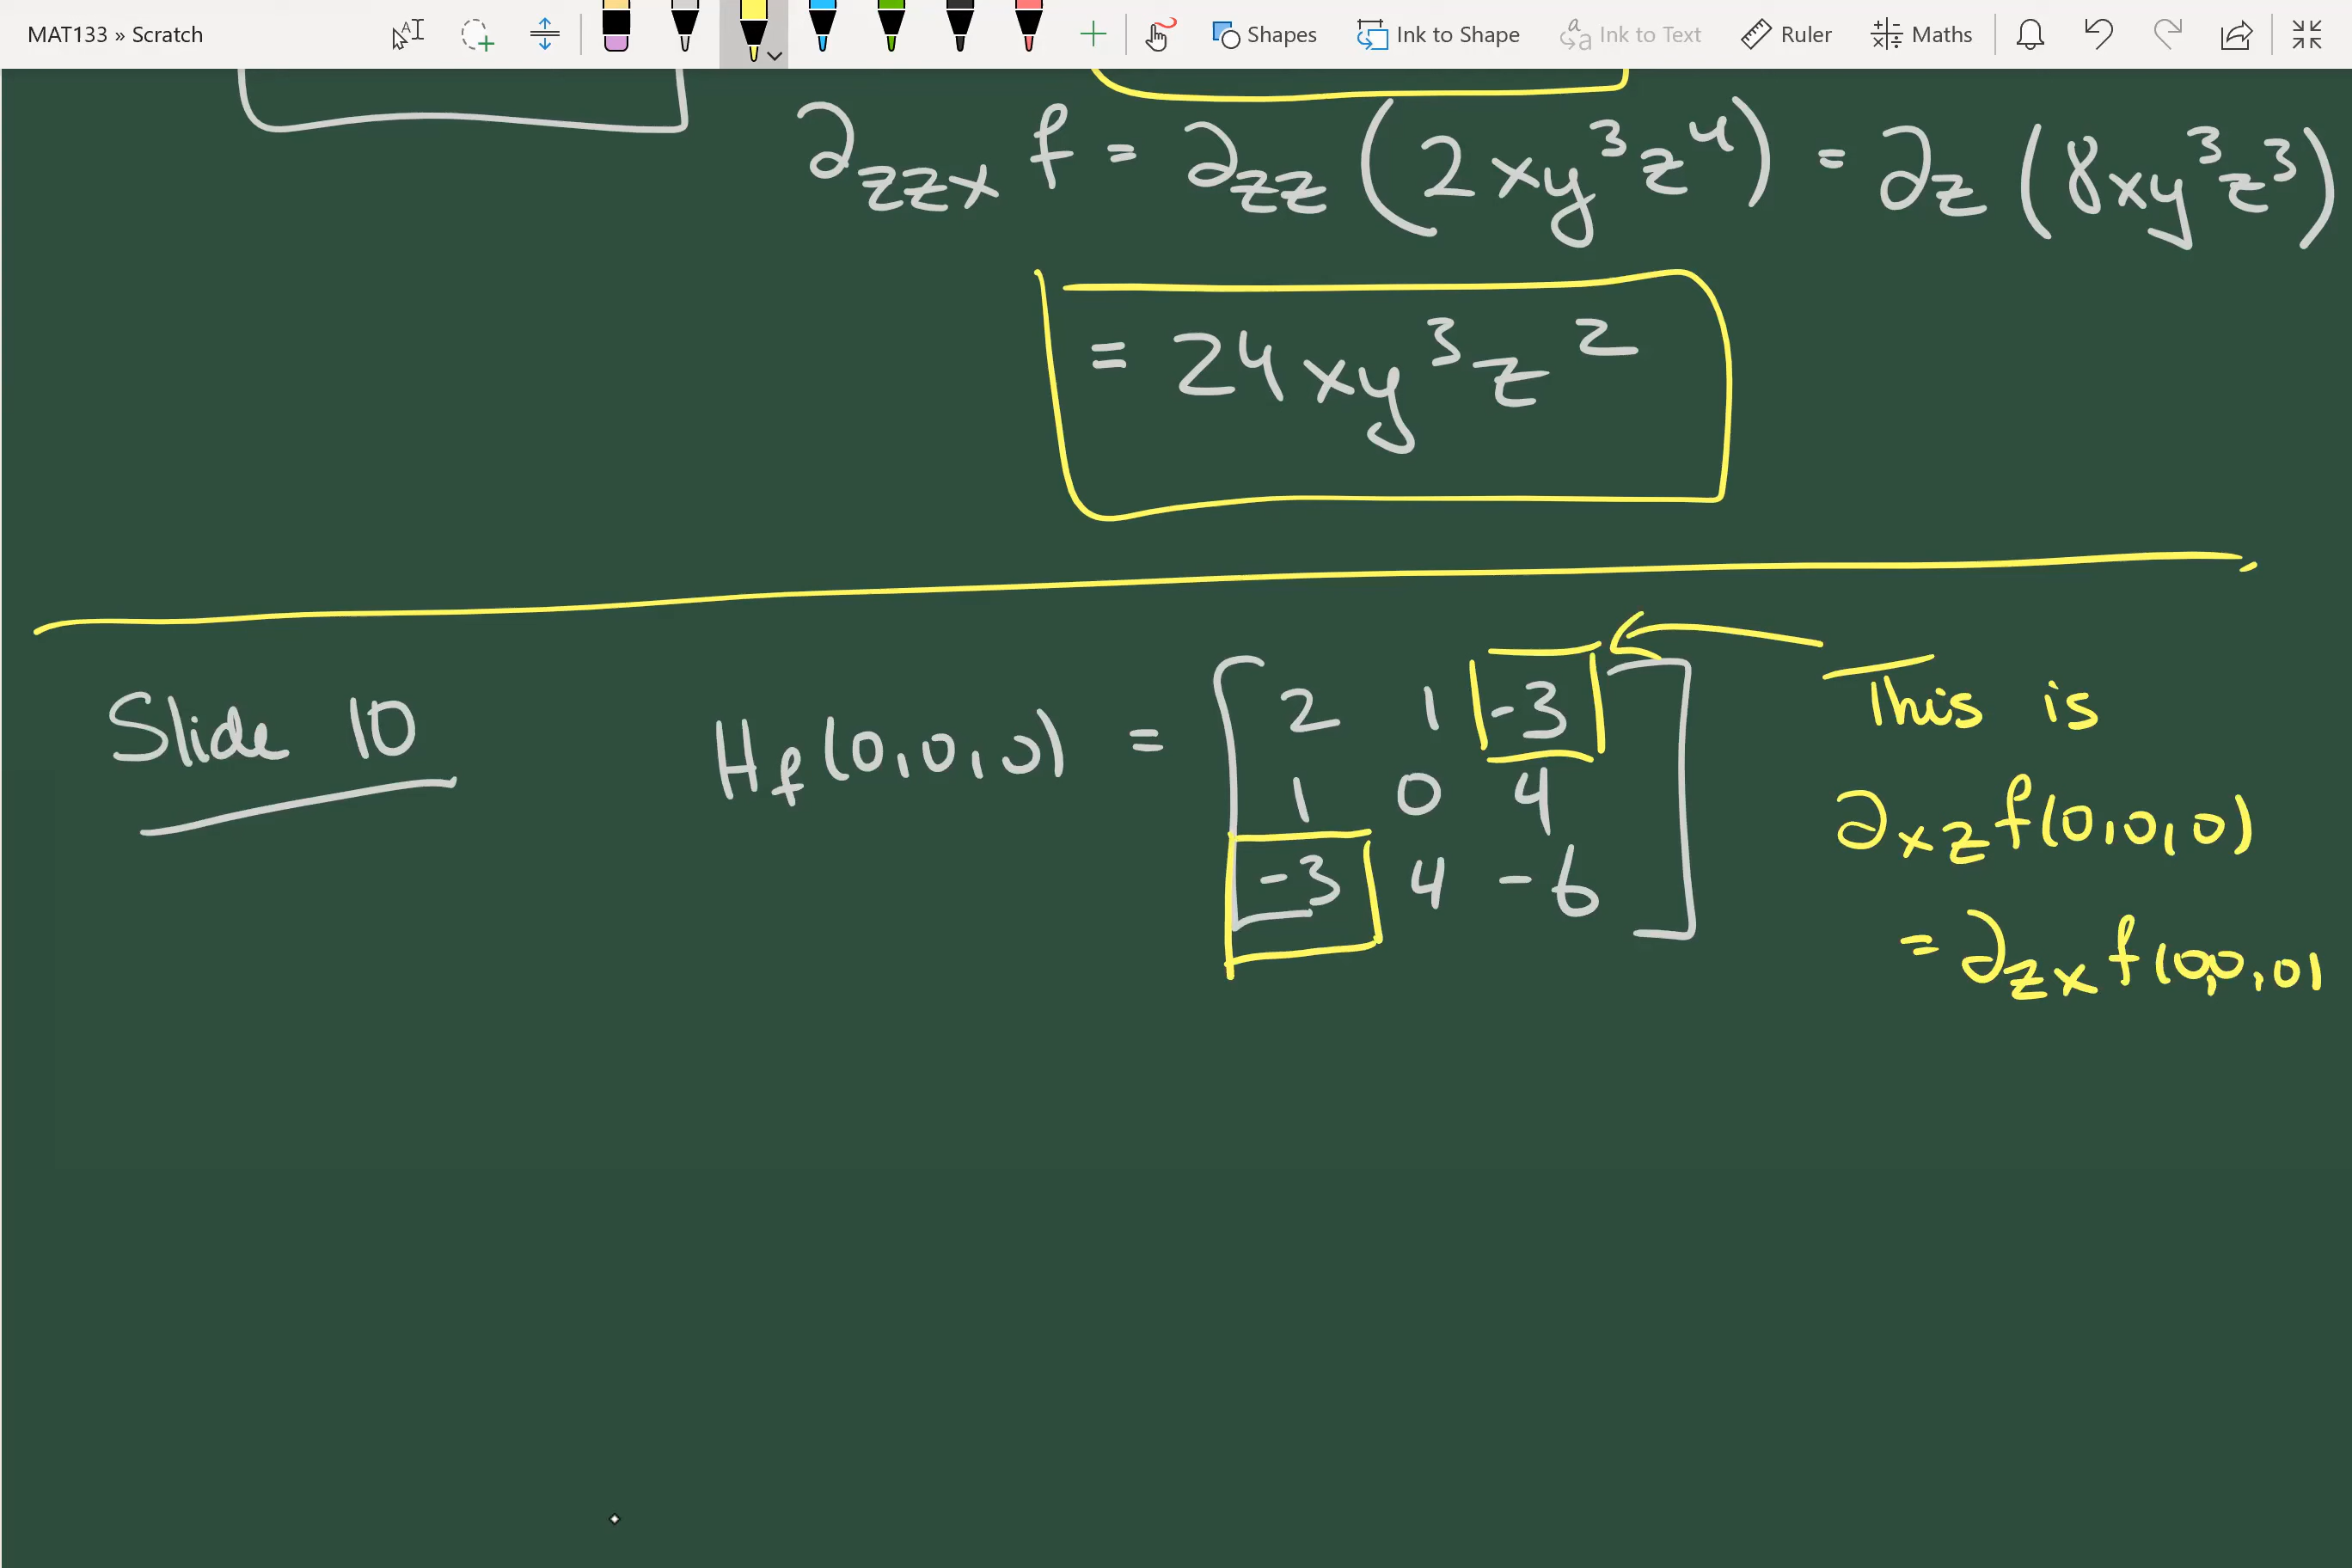 MAT133 » Scratch Shapes Ink to Shape Ink to Text Ruler Maths
∂zzx f = ∂zz (2xy³z⁴) = ∂z (8xy³z³)
= 24xy³z²
Slide 10
Hf(0,0,0) = [ 2 1 -3
1 0 4
-3 4 -6 ]
This is
∂xz f(0,0,0)
= ∂zx f(0,0,0)